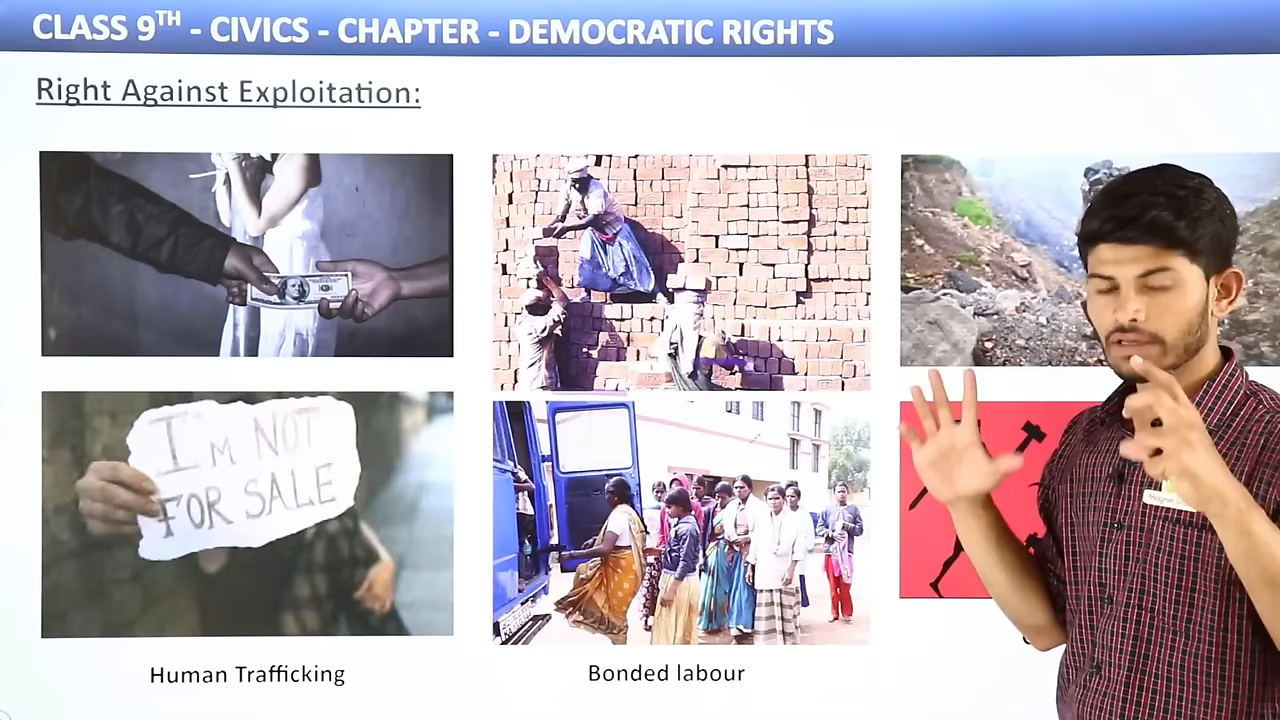 CLASS 9TH - CIVICS - CHAPTER - DEMOCRATIC RIGHTS
Right Against Exploitation:
I'M NOT
FOR SALE
Human Trafficking
Bonded labour